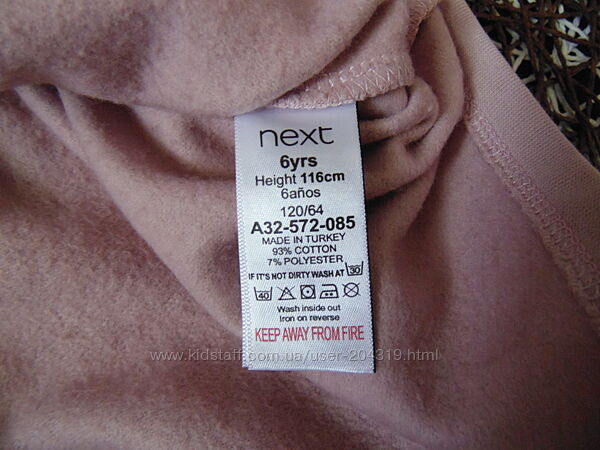 next
6yrs
Height 116cm
6años
120/64
A32-572-085
MADE IN TURKEY
93% COTTON
7% POLYESTER
IF IT'S NOT DIRTY WASH AT 30
40
Wash inside out
Iron on reverse
KEEP AWAY FROM FIRE
www.kidstaff.com.ua/user-204319.html